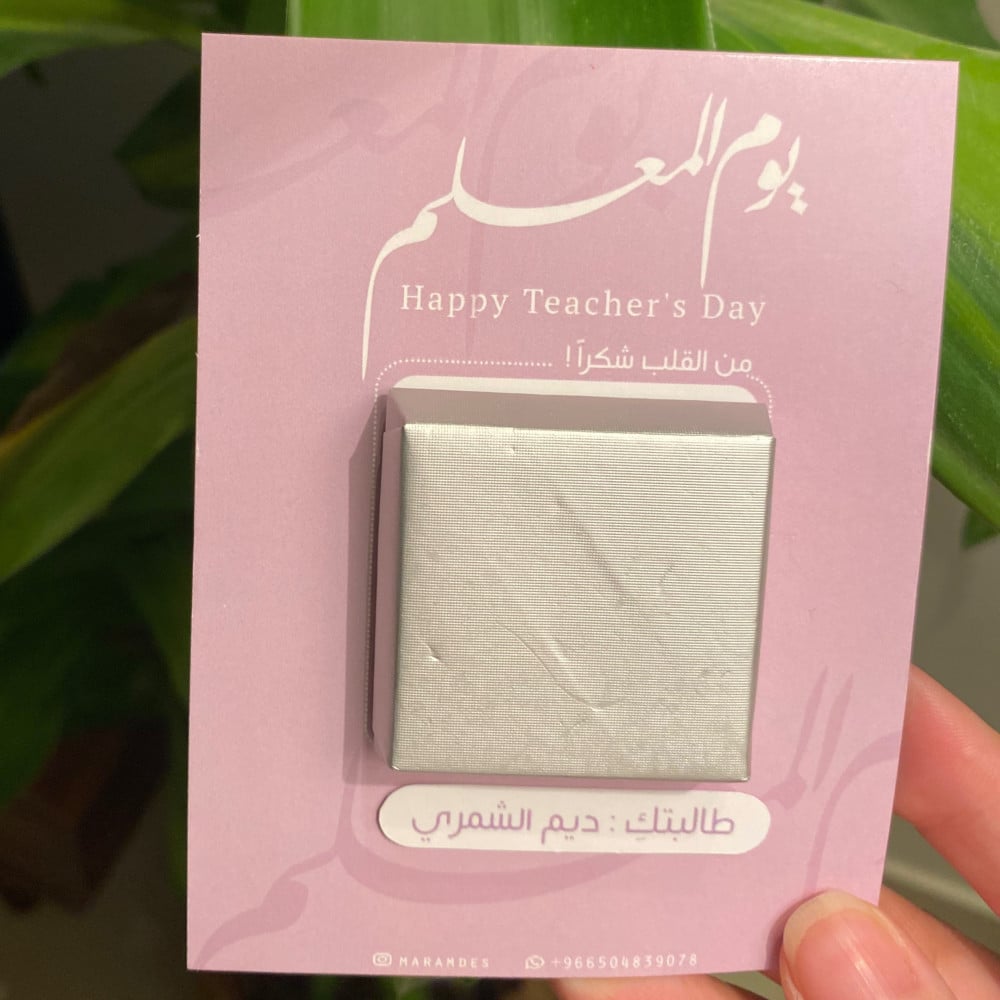 يوم المعلم
Happy Teacher's Day
من القلب شكراً !
طالبتكِ : ديم الشمري
MARAMDES +966504839078